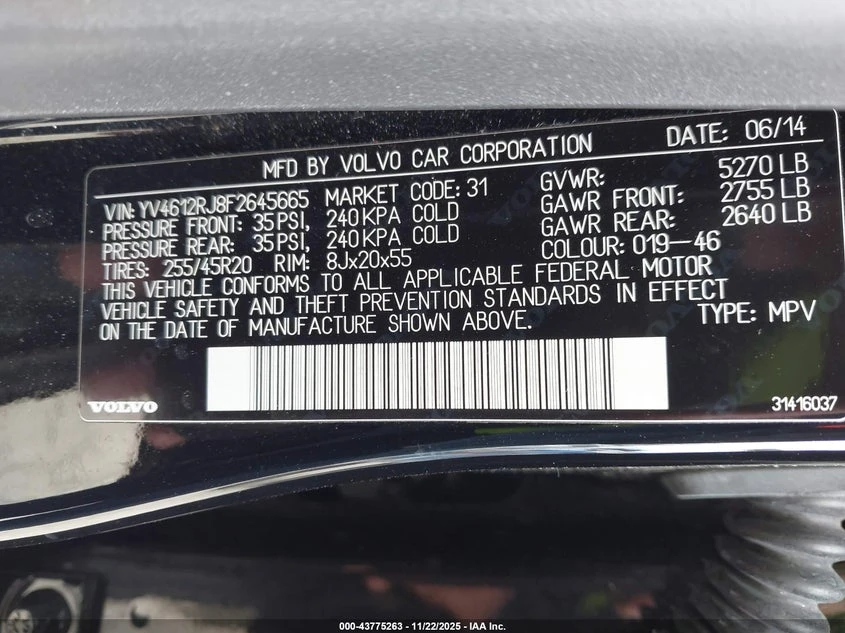 MFD BY VOLVO CAR CORPORATION DATE: 06/14
VIN: YV4612RJ8F2645665 MARKET CODE: 31 GVWR: 5270 LB
PRESSURE FRONT: 35 PSI, 240 KPA COLD GAWR FRONT: 2755 LB
PRESSURE REAR: 35 PSI, 240 KPA COLD GAWR REAR: 2640 LB
TIRES: 255/45R20 RIM: 8Jx20x55 COLOUR: 019-46
THIS VEHICLE CONFORMS TO ALL APPLICABLE FEDERAL MOTOR
VEHICLE SAFETY AND THEFT PREVENTION STANDARDS IN EFFECT
ON THE DATE OF MANUFACTURE SHOWN ABOVE. TYPE: MPV
VOLVO 31416037
000-43775263 - 11/22/2025 - IAA Inc.